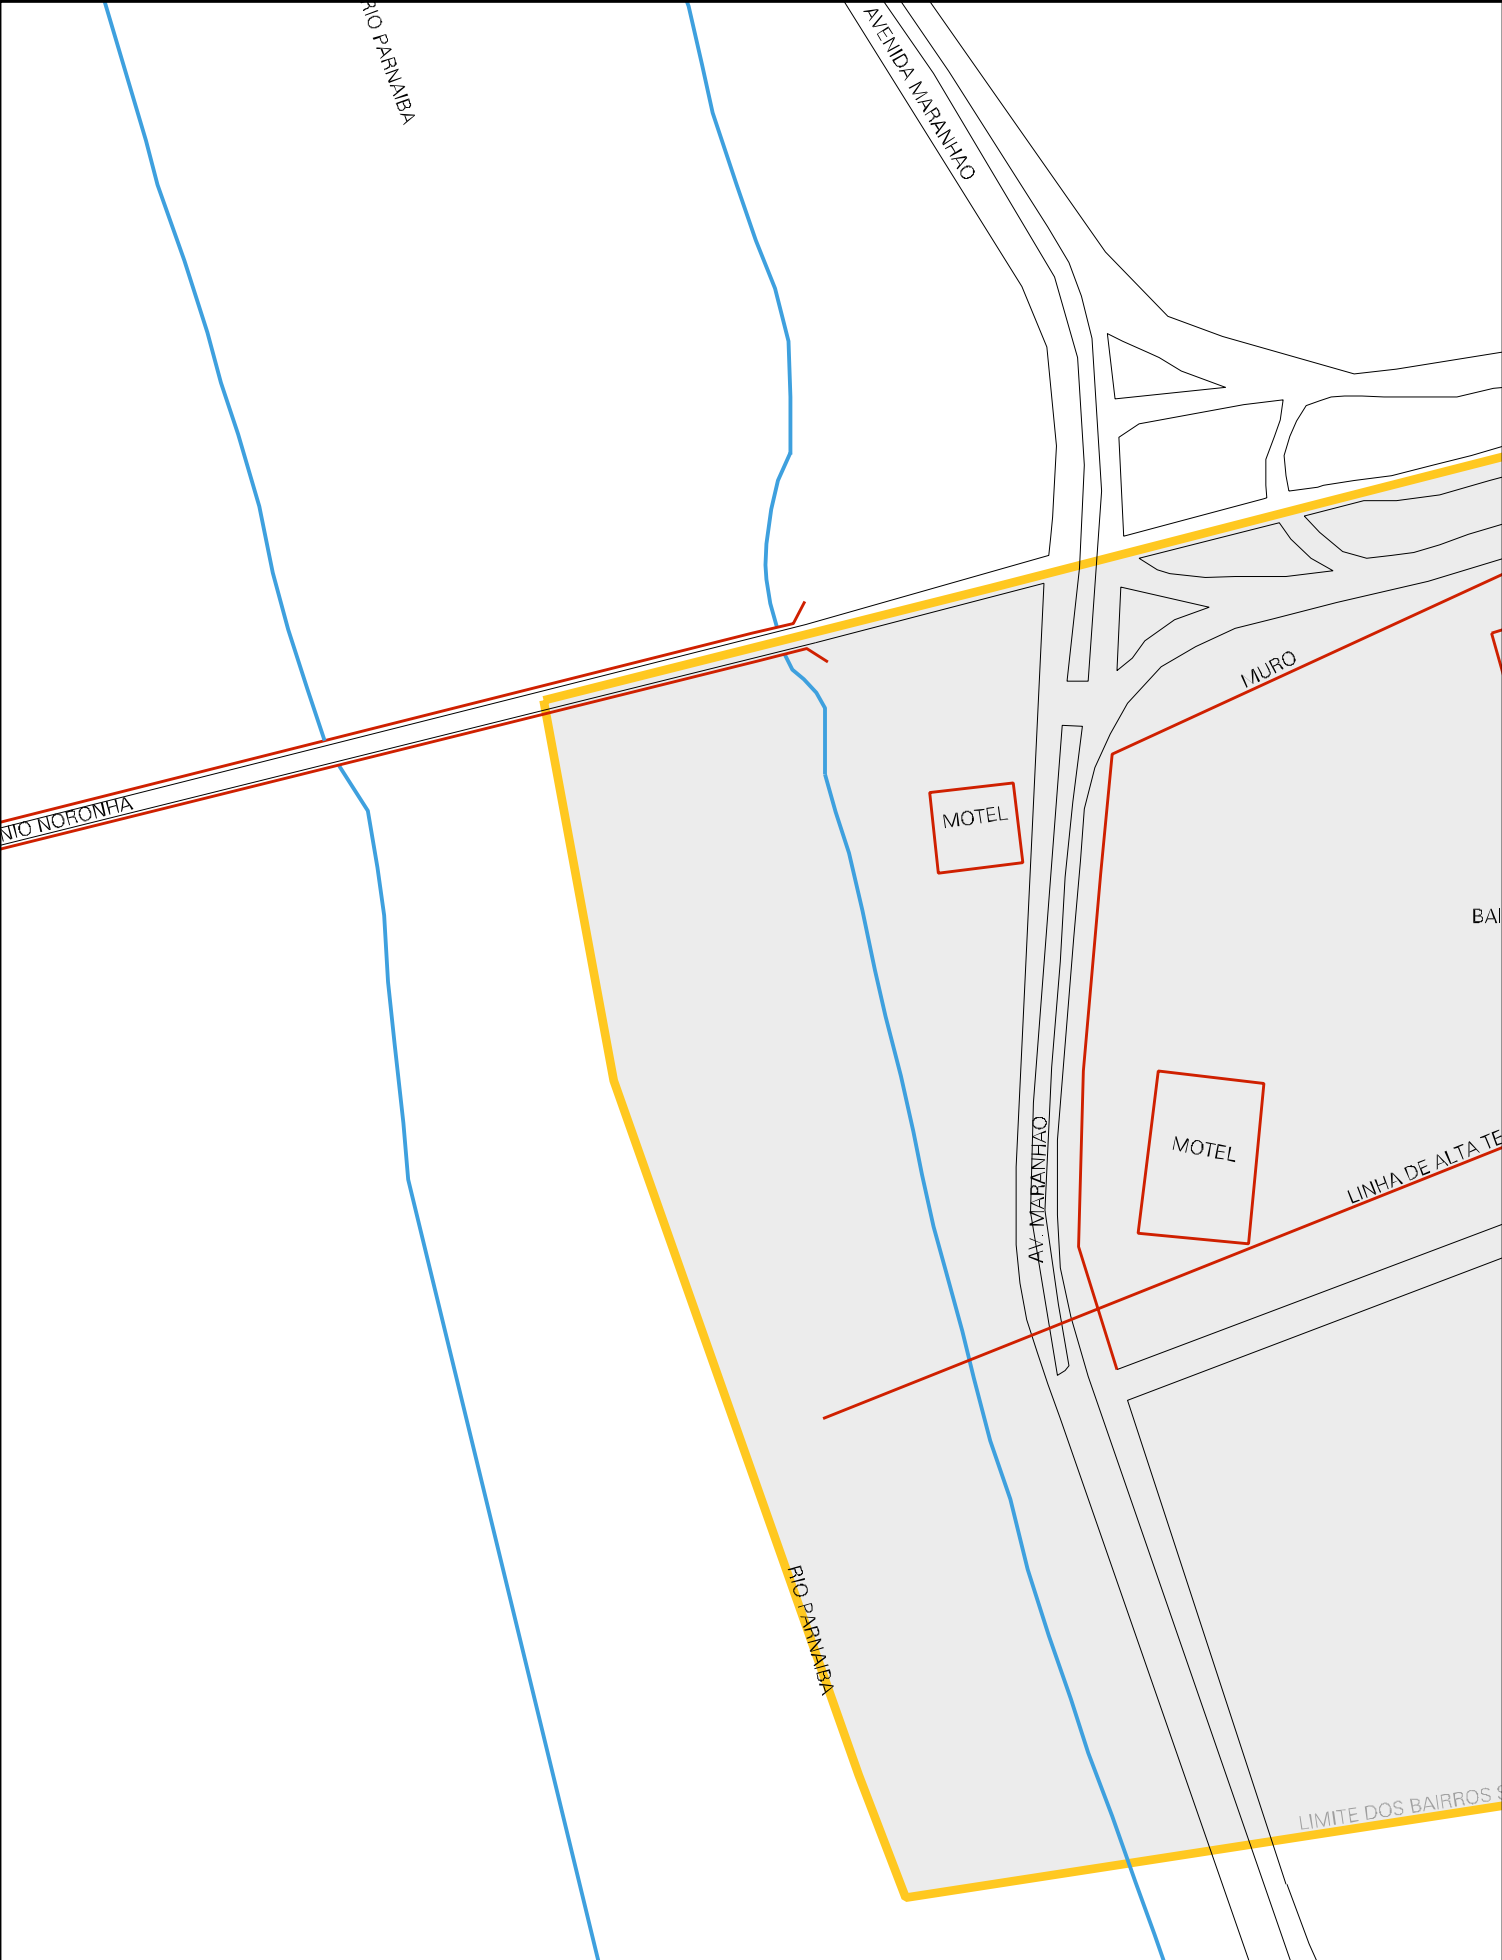 RIO PARNAIBA
AVENIDA MARANHAO
MURO
NIO NORONHA
MOTEL
BAI
AV. MARANHAO
MOTEL
LINHA DE ALTA TE
RIO PARNAIBA
LIMITE DOS BAIRROS S